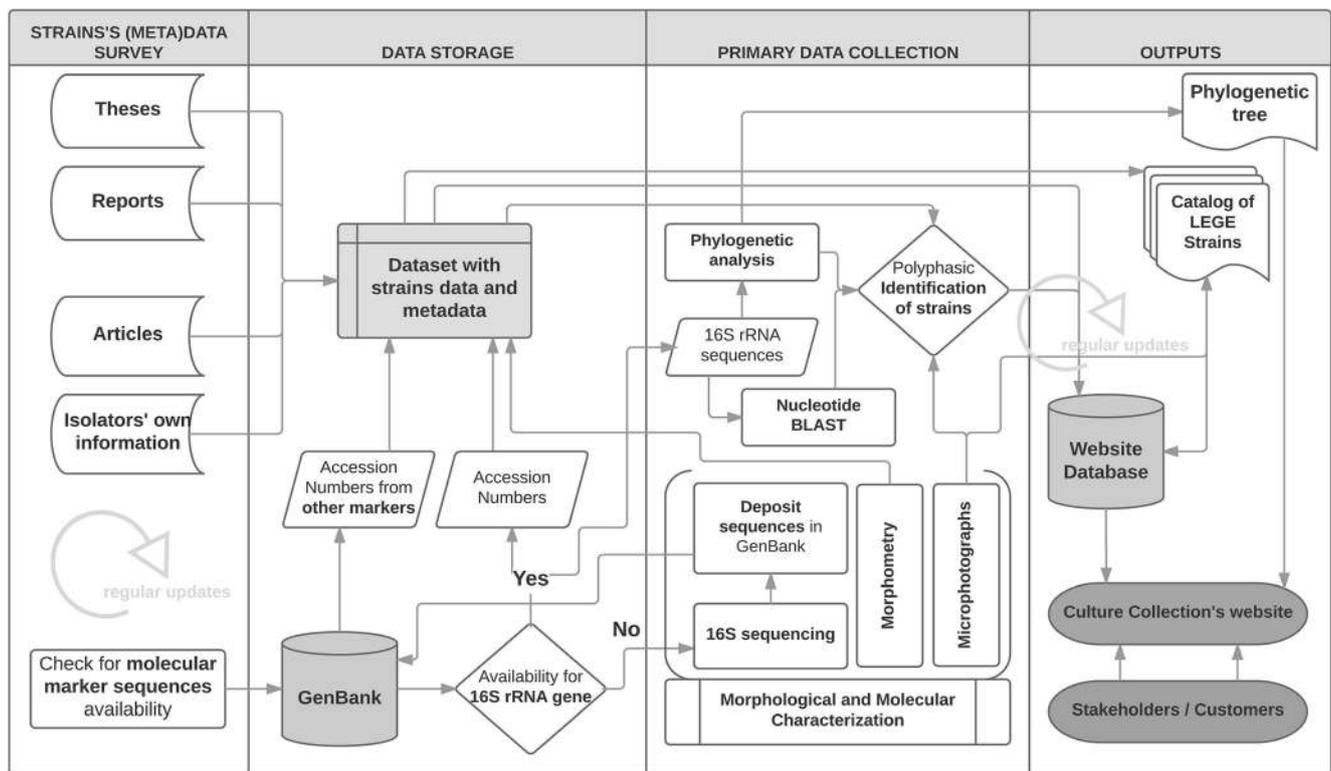 STRAINS'S (META)DATA
SURVEY
DATA STORAGE
PRIMARY DATA COLLECTION
OUTPUTS
Theses
Reports
Articles
Isolators' own
information
regular updates
Check for molecular
marker sequences
availability
Dataset with
strains data and
metadata
Accession
Numbers from
other markers
Accession
Numbers
Yes
GenBank
Availability for
16S rRNA gene
No
Phylogenetic
analysis
16S rRNA
sequences
Nucleotide
BLAST
Polyphasic
Identification
of strains
Deposit
sequences in
GenBank
16S sequencing
Morphometry
Microphotographs
Morphological and Molecular
Characterization
Phylogenetic
tree
Catalog of
LEGE
Strains
regular updates
Website
Database
Culture Collection's website
Stakeholders / Customers